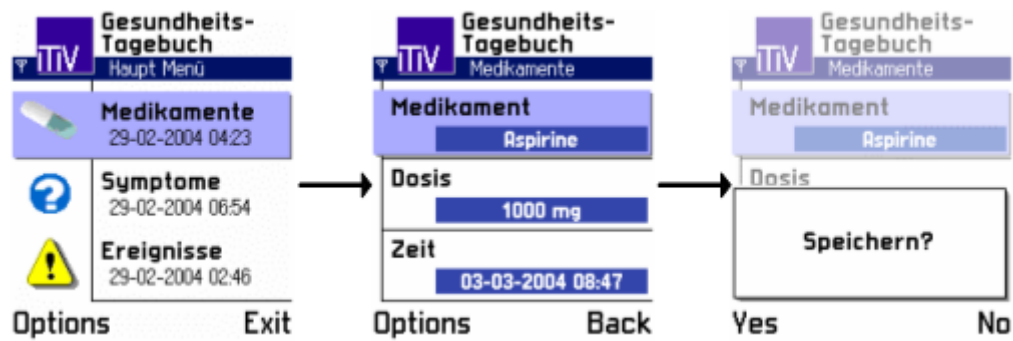 Gesundheits-
Tagebuch
iTiV
Haupt Menü
Medikamente
29-02-2004 04:23
Symptome
29-02-2004 06:54
Ereignisse
29-02-2004 02:46
Options Exit
Gesundheits-
Tagebuch
iTiV
Medikamente
Medikament
Aspirine
Dosis
1000 mg
Zeit
03-03-2004 08:47
Options Back
Gesundheits-
Tagebuch
iTiV
Medikamente
Medikament
Aspirine
Dosis
Speichern?
Yes No